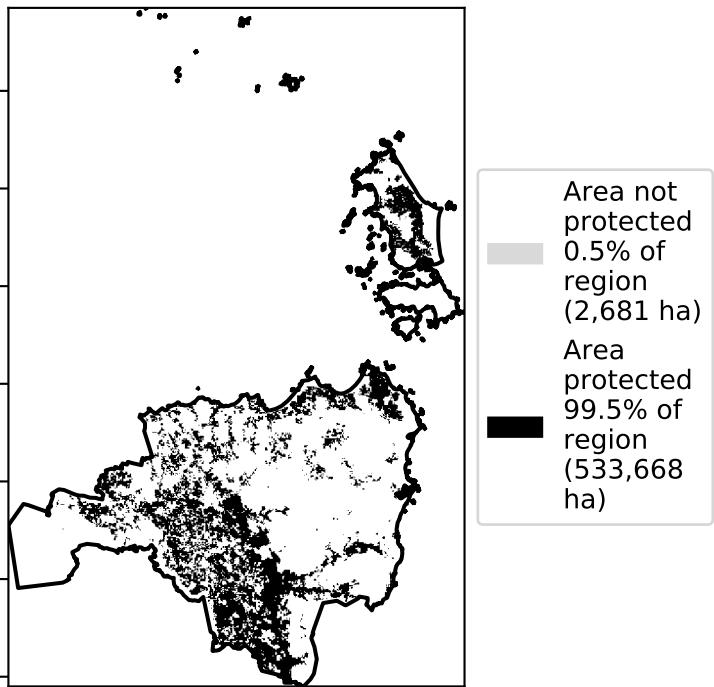 Area not
protected
0.5% of
region
(2,681 ha)
Area
protected
99.5% of
region
(533,668
ha)